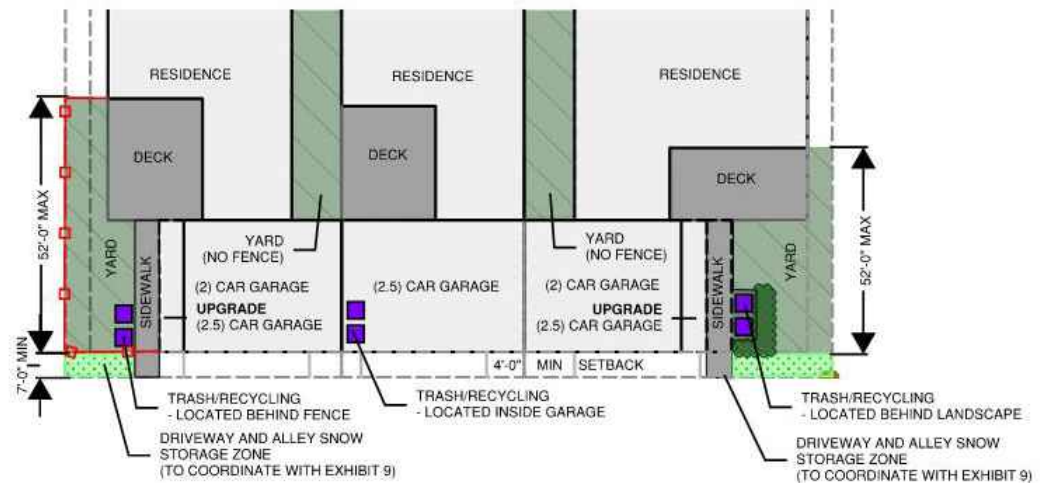 RESIDENCE
RESIDENCE
RESIDENCE
DECK
DECK
DECK
52'-0" MAX
YARD
SIDEWALK
YARD
(NO FENCE)
(2) CAR GARAGE
UPGRADE
(2.5) CAR GARAGE
(2.5) CAR GARAGE
YARD
(NO FENCE)
(2) CAR GARAGE
UPGRADE
(2.5) CAR GARAGE
SIDEWALK
YARD
52'-0" MAX
7'-0" MIN
4'-0" MIN SETBACK
TRASH/RECYCLING
- LOCATED BEHIND FENCE
DRIVEWAY AND ALLEY SNOW
STORAGE ZONE
(TO COORDINATE WITH EXHIBIT 9)
TRASH/RECYCLING
- LOCATED INSIDE GARAGE
TRASH/RECYCLING
- LOCATED BEHIND LANDSCAPE
DRIVEWAY AND ALLEY SNOW
STORAGE ZONE
(TO COORDINATE WITH EXHIBIT 9)